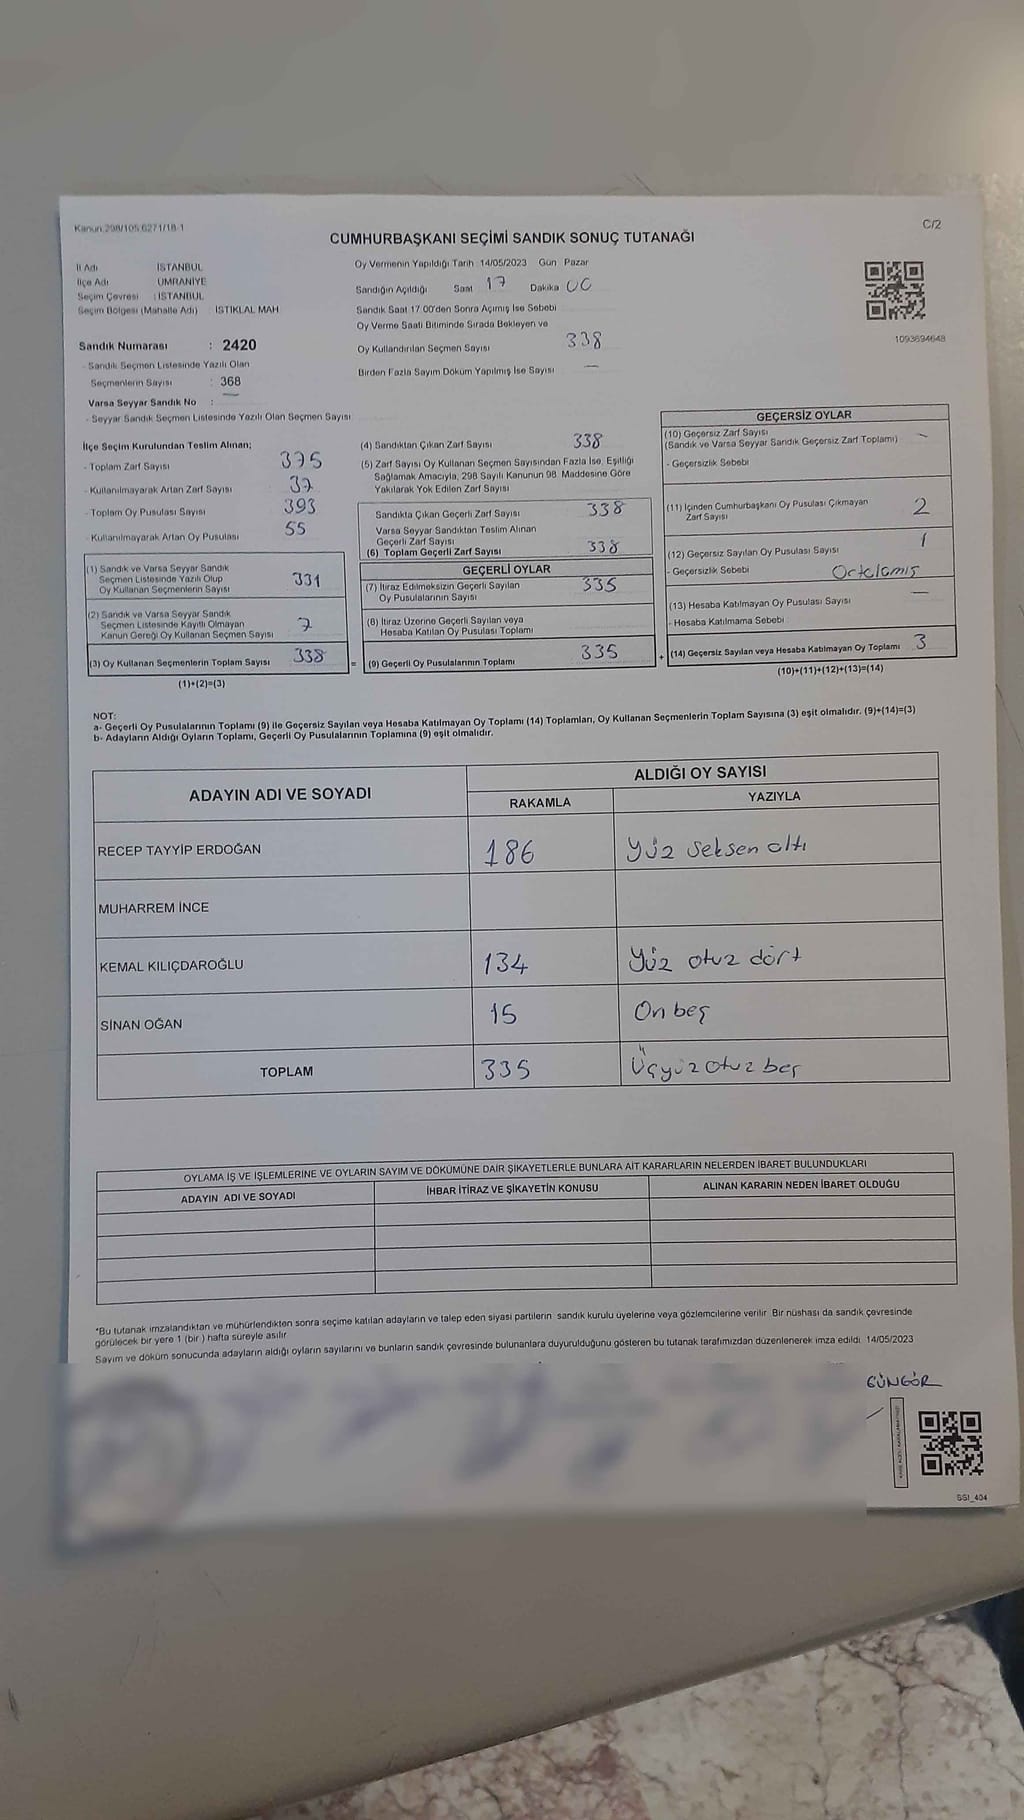 Kanun 298/105 6271/18-1
C/2
CUMHURBAŞKANI SEÇİMİ SANDIK SONUÇ TUTANAĞI
İl Adı İSTANBUL
İlçe Adı ÜMRANİYE
Seçim Çevresi : İSTANBUL
Seçim Bölgesi (Mahalle Adı) İSTİKLAL MAH
Sandık Numarası : 2420
- Sandık Seçmen Listesinde Yazılı Olan
Seçmenlerin Sayısı : 368
Varsa Seyyar Sandık No : —
- Seyyar Sandık Seçmen Listesinde Yazılı Olan Seçmen Sayısı
Oy Vermenin Yapıldığı Tarih 14/05/2023 Gün Pazar
Sandığın Açıldığı Saat 17 Dakika 00
Sandık Saat 17.00'den Sonra Açımış İse Sebebi
Oy Verme Saati Bitiminde Sırada Bekleyen ve
Oy Kullandırılan Seçmen Sayısı 338
Birden Fazla Sayım Döküm Yapılmış İse Sayısı —
1093694648
İlçe Seçim Kurulundan Teslim Alınan;
- Toplam Zarf Sayısı 375
- Kullanılmayarak Artan Zarf Sayısı 37
- Toplam Oy Pusulası Sayısı 393
- Kullanılmayarak Artan Oy Pusulası 55
(1) Sandık ve Varsa Seyyar Sandık
Seçmen Listesinde Yazılı Olup
Oy Kullanan Seçmenlerin Sayısı 331
(2) Sandık ve Varsa Seyyar Sandık
Seçmen Listesinde Kayıtlı Olmayan
Kanun Gereği Oy Kullanan Seçmen Sayısı 7
(3) Oy Kullanan Seçmenlerin Toplam Sayısı 338
(1)+(2)=(3)
(4) Sandıktan Çıkan Zarf Sayısı 338
(5) Zarf Sayısı Oy Kullanan Seçmen Sayısından Fazla İse, Eşitliği
Sağlamak Amacıyla, 298 Sayılı Kanunun 98. Maddesine Göre
Yakılarak Yok Edilen Zarf Sayısı
Sandıkta Çıkan Geçerli Zarf Sayısı 338
Varsa Seyyar Sandıktan Teslim Alınan
Geçerli Zarf Sayısı
(6) Toplam Geçerli Zarf Sayısı 338
GEÇERLİ OYLAR
(7) İtiraz Edilmeksizin Geçerli Sayılan
Oy Pusulalarının Sayısı 335
(8) İtiraz Üzerine Geçerli Sayılan veya
Hesaba Katılan Oy Pusulası Toplamı
= (9) Geçerli Oy Pusulalarının Toplamı 335
GEÇERSİZ OYLAR
(10) Geçersiz Zarf Sayısı —
(Sandık ve Varsa Seyyar Sandık Geçersiz Zarf Toplamı)
- Geçersizlik Sebebi
(11) İçinden Cumhurbaşkanı Oy Pusulası Çıkmayan
Zarf Sayısı 2
(12) Geçersiz Sayılan Oy Pusulası Sayısı 1
- Geçersizlik Sebebi Ortalamış
(13) Hesaba Katılmayan Oy Pusulası Sayısı —
- Hesaba Katılmama Sebebi
+ (14) Geçersiz Sayılan veya Hesaba Katılmayan Oy Toplamı 3
(10)+(11)+(12)+(13)=(14)
NOT:
a- Geçerli Oy Pusulalarının Toplamı (9) ile Geçersiz Sayılan veya Hesaba Katılmayan Oy Toplamı (14) Toplamları, Oy Kullanan Seçmenlerin Toplam Sayısına (3) eşit olmalıdır. (9)+(14)=(3)
b- Adayların Aldığı Oyların Toplamı, Geçerli Oy Pusulalarının Toplamına (9) eşit olmalıdır.
ADAYIN ADI VE SOYADI ALDIĞI OY SAYISI
RAKAMLA YAZIYLA
RECEP TAYYİP ERDOĞAN 186 Yüz seksen altı
MUHARREM İNCE
KEMAL KILIÇDAROĞLU 134 Yüz otuz dört
SİNAN OĞAN 15 On beş
TOPLAM 335 Üçyüz otuz beş
OYLAMA İŞ VE İŞLEMLERİNE VE OYLARIN SAYIM VE DÖKÜMÜNE DAİR ŞİKAYETLERLE BUNLARA AİT KARARLARIN NELERDEN İBARET BULUNDUKLARI
ADAYIN ADI VE SOYADI İHBAR İTİRAZ VE ŞİKAYETİN KONUSU ALINAN KARARIN NEDEN İBARET OLDUĞU
*Bu tutanak imzalandıktan ve mühürlendikten sonra seçime katılan adayların ve talep eden siyasi partilerin sandık kurulu üyelerine veya gözlemcilerine verilir. Bir nüshası da sandık çevresinde
görülecek bir yere 1 (bir ) hafta süreyle asılır
Sayım ve döküm sonucunda adayların aldığı oyların sayılarını ve bunların sandık çevresinde bulunanlara duyurulduğunu gösteren bu tutanak tarafımızdan düzenlenerek imza edildi. 14/05/2023
GÜNGÖR
SSI_404